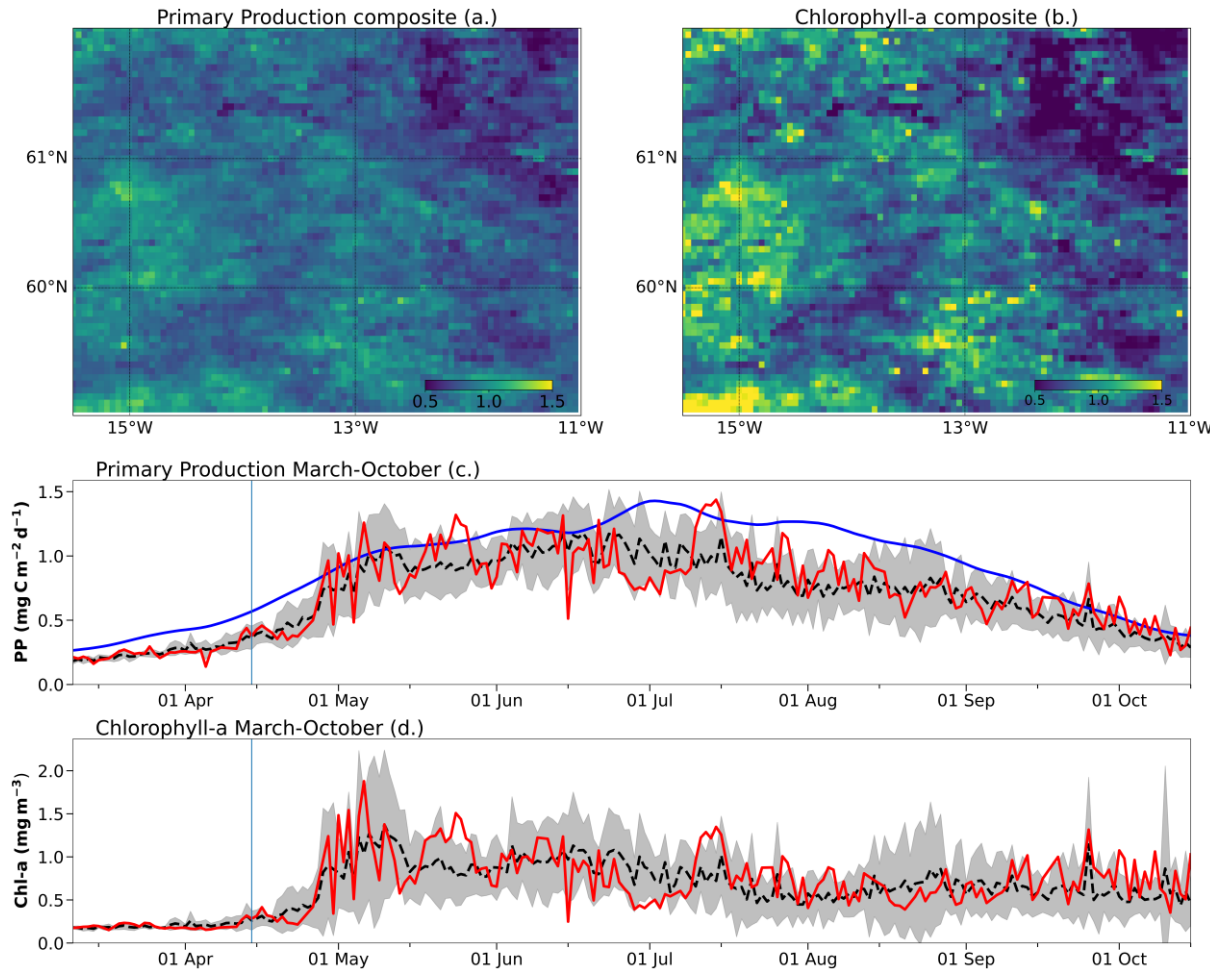 Primary Production composite (a.)
Chlorophyll-a composite (b.)
61°N
60°N
0.5 1.0 1.5
15°W 13°W 11°W
61°N
60°N
0.5 1.0 1.5
15°W 13°W 11°W
Primary Production March-October (c.)
PP (mg C m⁻² d⁻¹)
1.5
1.0
0.5
0.0
01 Apr 01 May 01 Jun 01 Jul 01 Aug 01 Sep 01 Oct
Chlorophyll-a March-October (d.)
Chl-a (mg m⁻³)
2.0
1.5
1.0
0.5
0.0
01 Apr 01 May 01 Jun 01 Jul 01 Aug 01 Sep 01 Oct